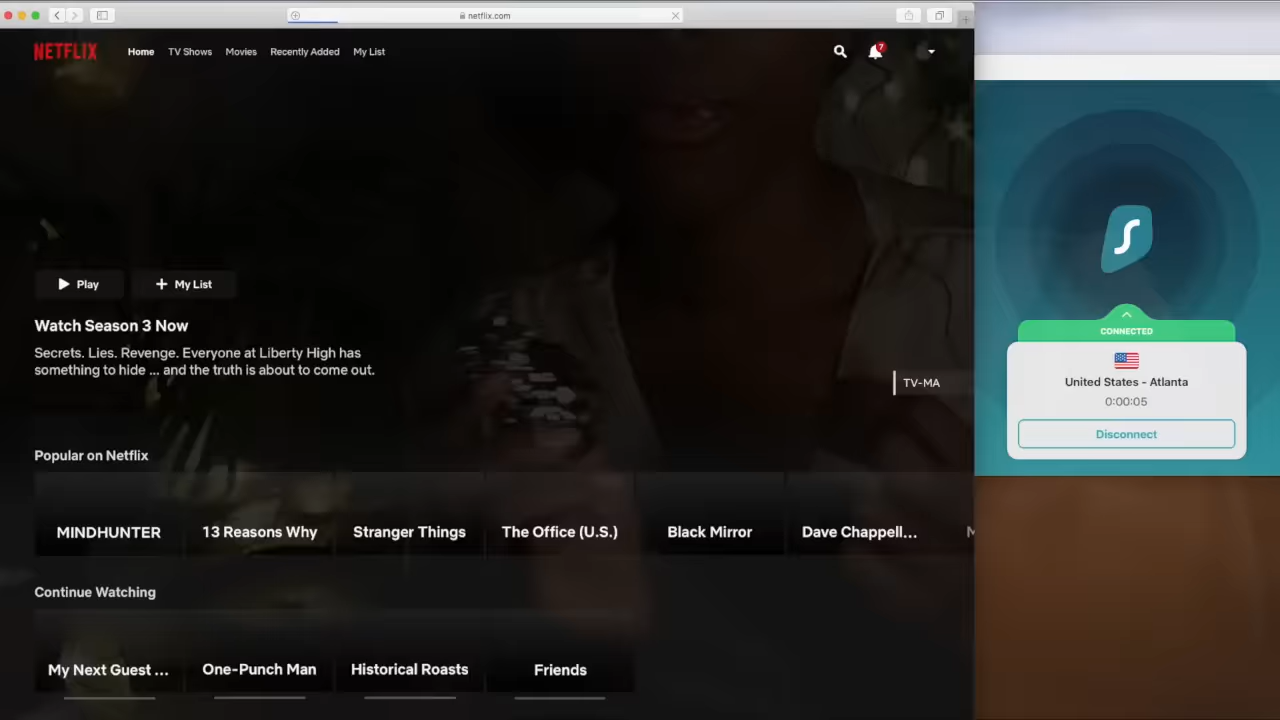 netflix.com
NETFLIX Home TV Shows Movies Recently Added My List 7
Play + My List
Watch Season 3 Now
Secrets. Lies. Revenge. Everyone at Liberty High has
something to hide ... and the truth is about to come out.
TV-MA
Popular on Netflix
MINDHUNTER 13 Reasons Why Stranger Things The Office (U.S.) Black Mirror Dave Chappell... M
Continue Watching
My Next Guest ... One-Punch Man Historical Roasts Friends
CONNECTED
United States - Atlanta
0:00:05
Disconnect